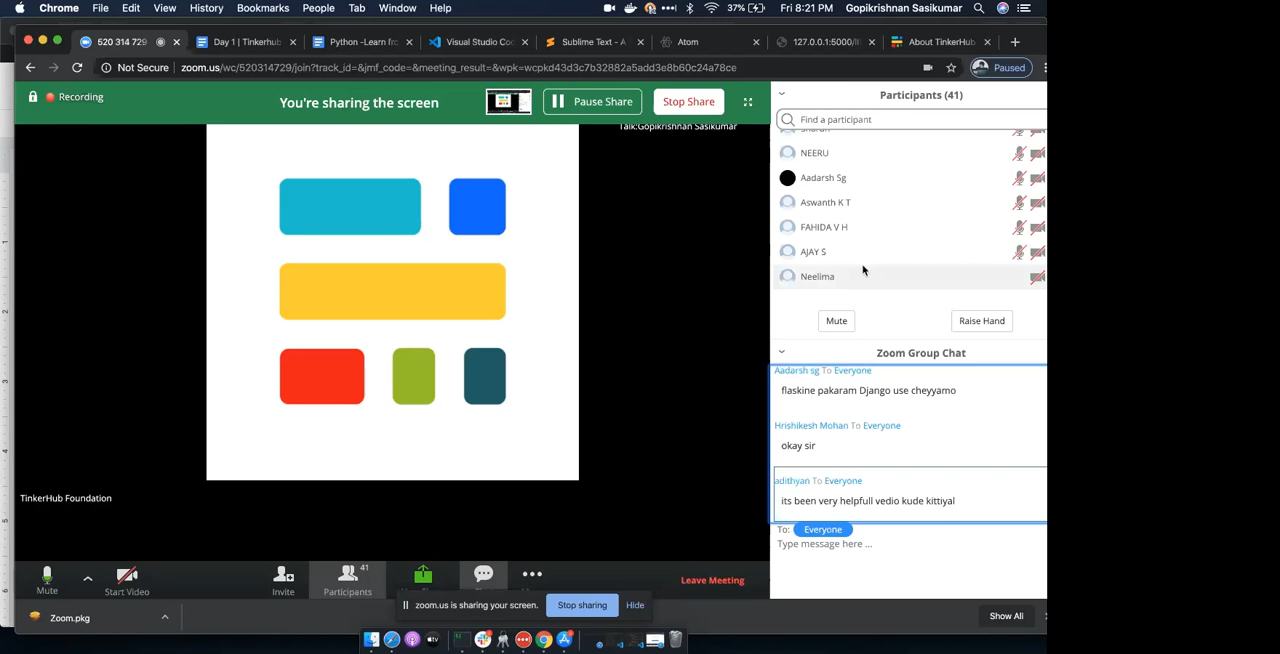 Chrome File Edit View History Bookmarks People Tab Window Help 37% Fri 8:21 PM Gopikrishnan Sasikumar
520 314 729 Day 1 | Tinkerhub Python -Learn fro Visual Studio Co Sublime Text - A Atom 127.0.0.1:5000/ About TinkerHub
Not Secure zoom.us/wc/520314729/join?track_id=&jmf_code=&meeting_result=&wpk=wcpkd43d3c7b32882a5add3e8b60c24a78ce Paused
Recording You're sharing the screen Pause Share Stop Share
Talk:Gopikrishnan Sasikumar
TinkerHub Foundation
Participants (41)
Find a participant
NEERU
Aadarsh Sg
Aswanth K T
FAHIDA V H
AJAY S
Neelima
Mute Raise Hand
Zoom Group Chat
Aadarsh sg To Everyone
flaskine pakaram Django use cheyyamo
Hrishikesh Mohan To Everyone
okay sir
adithyan To Everyone
its been very helpfull vedio kude kittiyal
To: Everyone
Type message here ...
Mute Start Video Invite Participants 41 Leave Meeting
zoom.us is sharing your screen. Stop sharing Hide
Zoom.pkg Show All